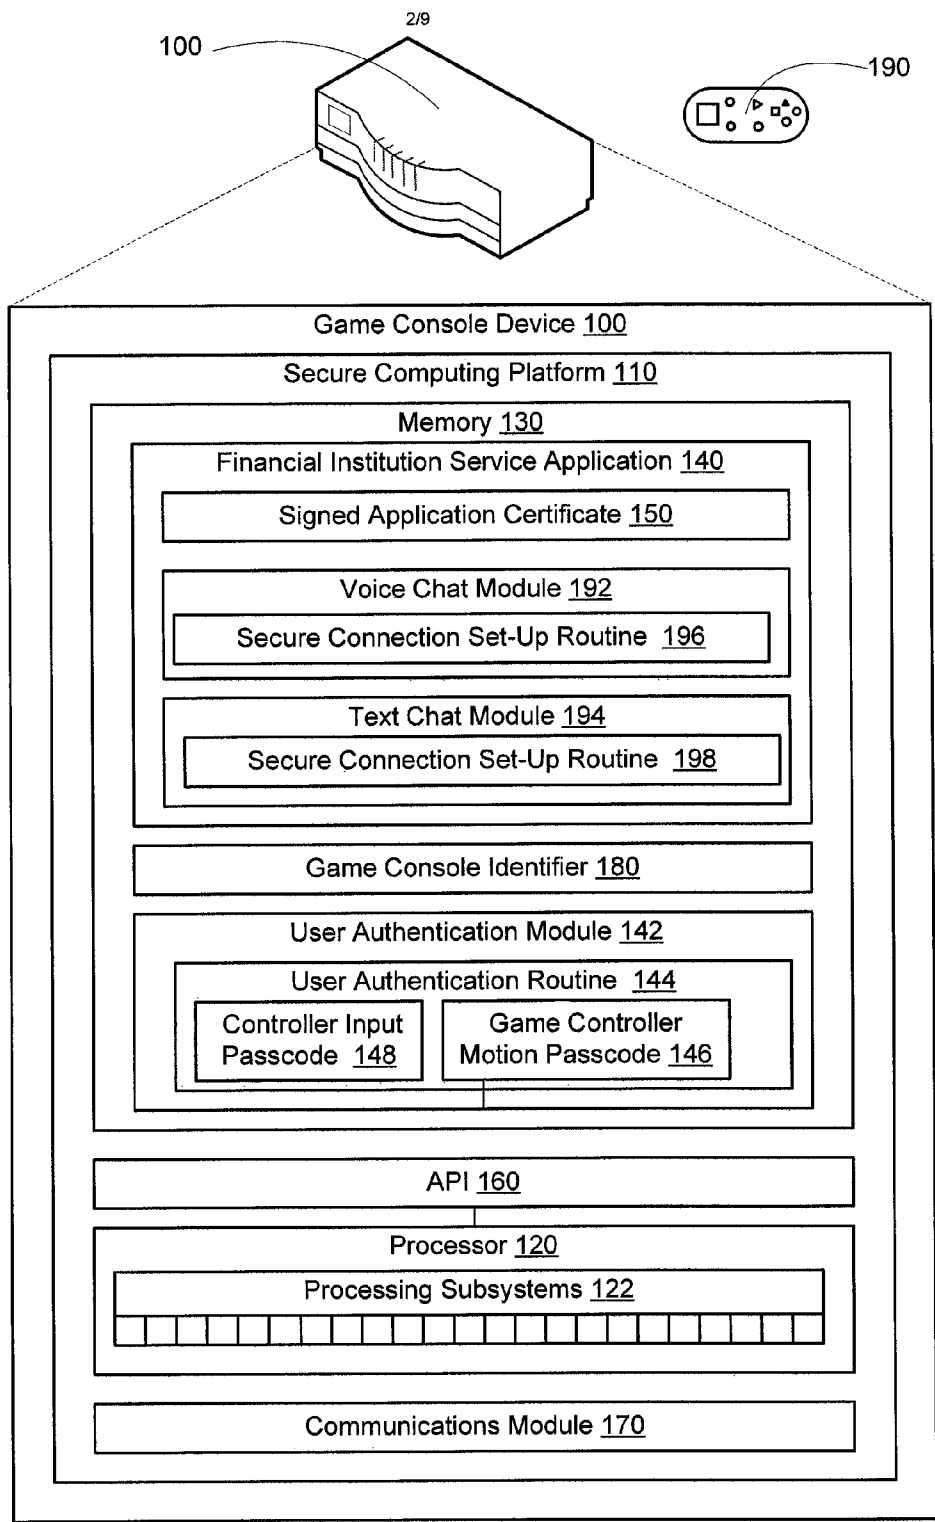 2/9
100
190
Game Console Device 100
Secure Computing Platform 110
Memory 130
Financial Institution Service Application 140
Signed Application Certificate 150
Voice Chat Module 192
Secure Connection Set-Up Routine 196
Text Chat Module 194
Secure Connection Set-Up Routine 198
Game Console Identifier 180
User Authentication Module 142
User Authentication Routine 144
Controller Input
Passcode 148
Game Controller
Motion Passcode 146
API 160
Processor 120
Processing Subsystems 122
Communications Module 170